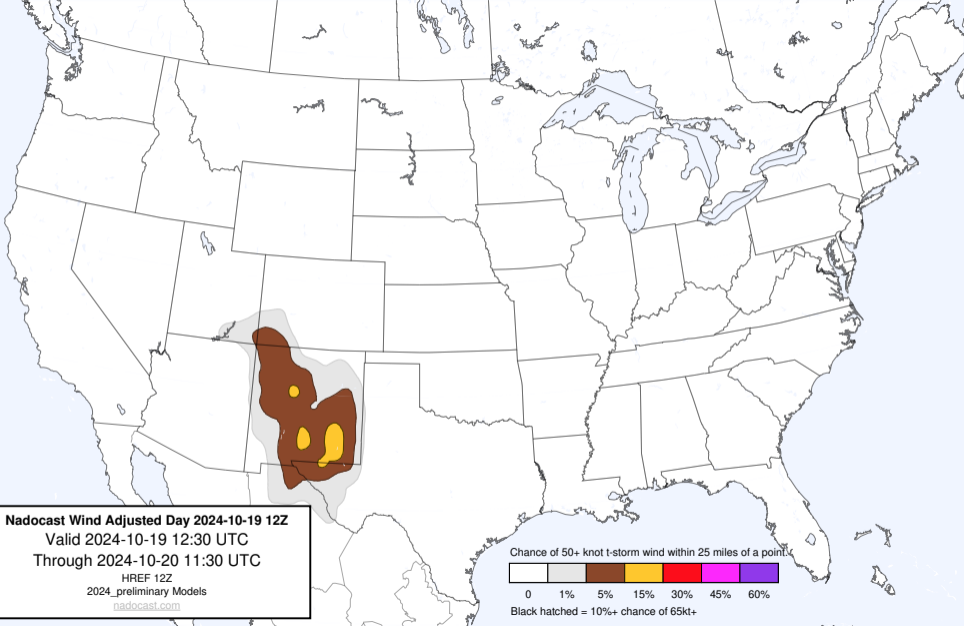 Nadocast Wind Adjusted Day 2024-10-19 12Z
Valid 2024-10-19 12:30 UTC
Through 2024-10-20 11:30 UTC
HREF 12Z
2024_preliminary Models
nadocast.com
Chance of 50+ knot t-storm wind within 25 miles of a point.
0 1% 5% 15% 30% 45% 60%
Black hatched = 10%+ chance of 65kt+